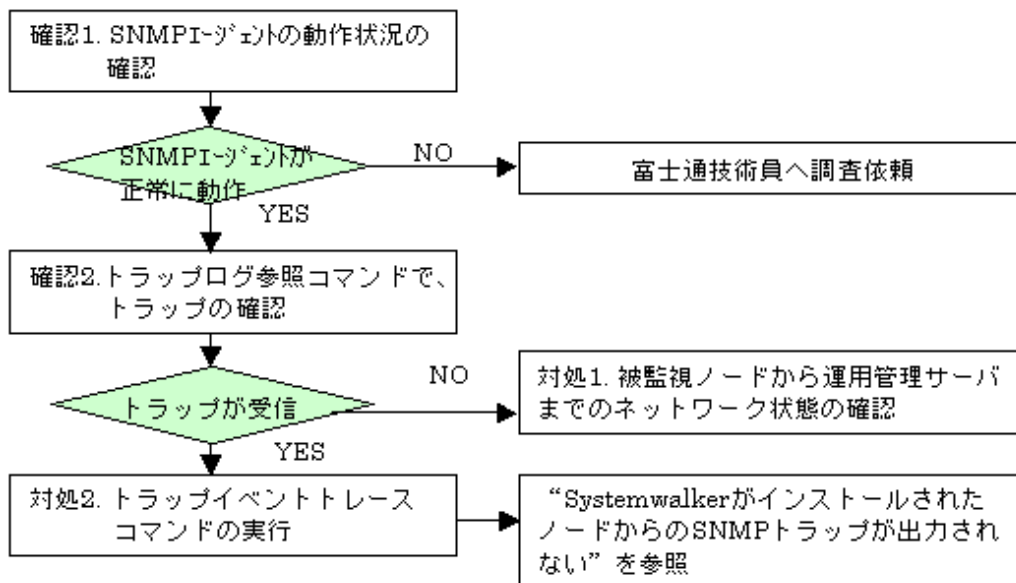 確認1. SNMPｴｰｼﾞｪﾝﾄの動作状況の
確認
SNMPｴｰｼﾞｪﾝﾄが
正常に動作
NO
富士通技術員へ調査依頼
YES
確認2.トラップログ参照コマンドで、
トラップの確認
トラップが受信
NO
対処1. 被監視ノードから運用管理サーバ
までのネットワーク状態の確認
YES
対処2. トラップイベントトレース
コマンドの実行
“Systemwalkerがインストールされた
ノードからのSNMPトラップが出力され
ない”を参照